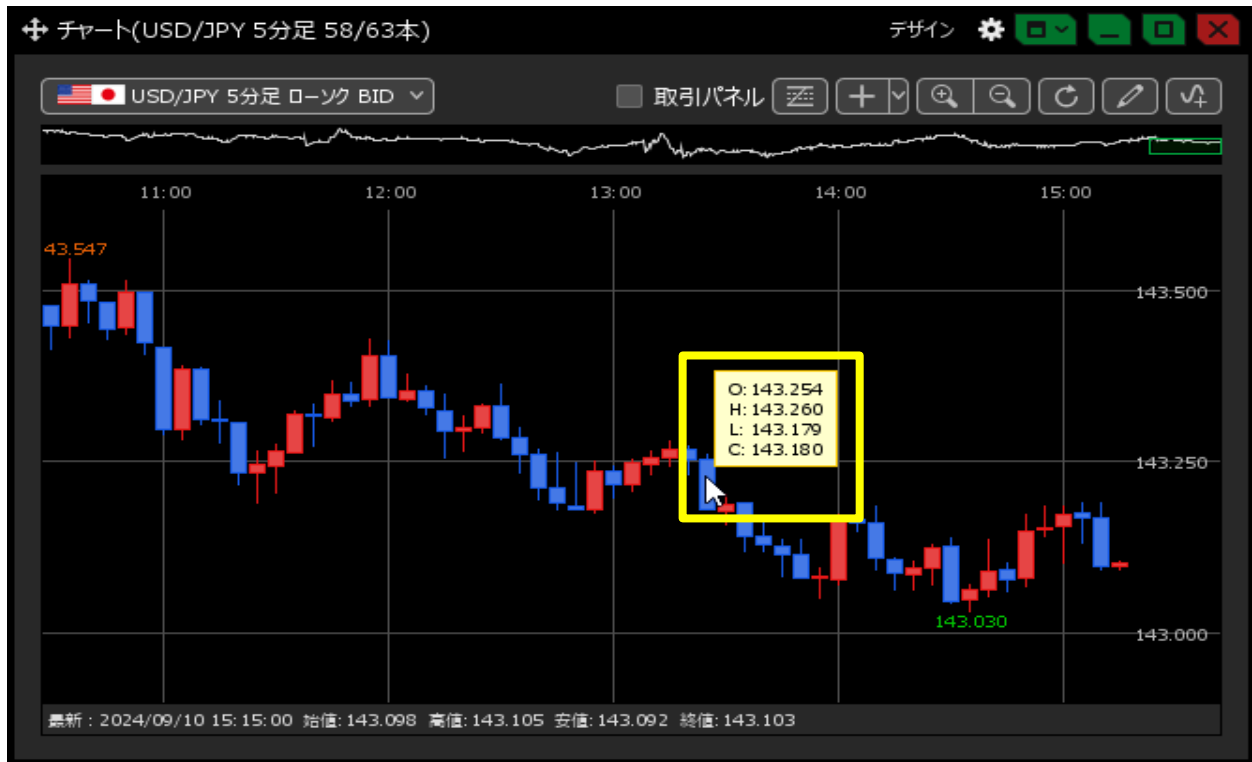 チャート(USD/JPY 5分足 58/63本)
デザイン
USD/JPY 5分足 ローソク BID
取引パネル
11:00 12:00 13:00 14:00 15:00
43.547
143.500
O: 143.254
H: 143.260
L: 143.179
C: 143.180
143.250
143.030
143.000
最新 : 2024/09/10 15:15:00 始値: 143.098 高値: 143.105 安値: 143.092 終値: 143.103